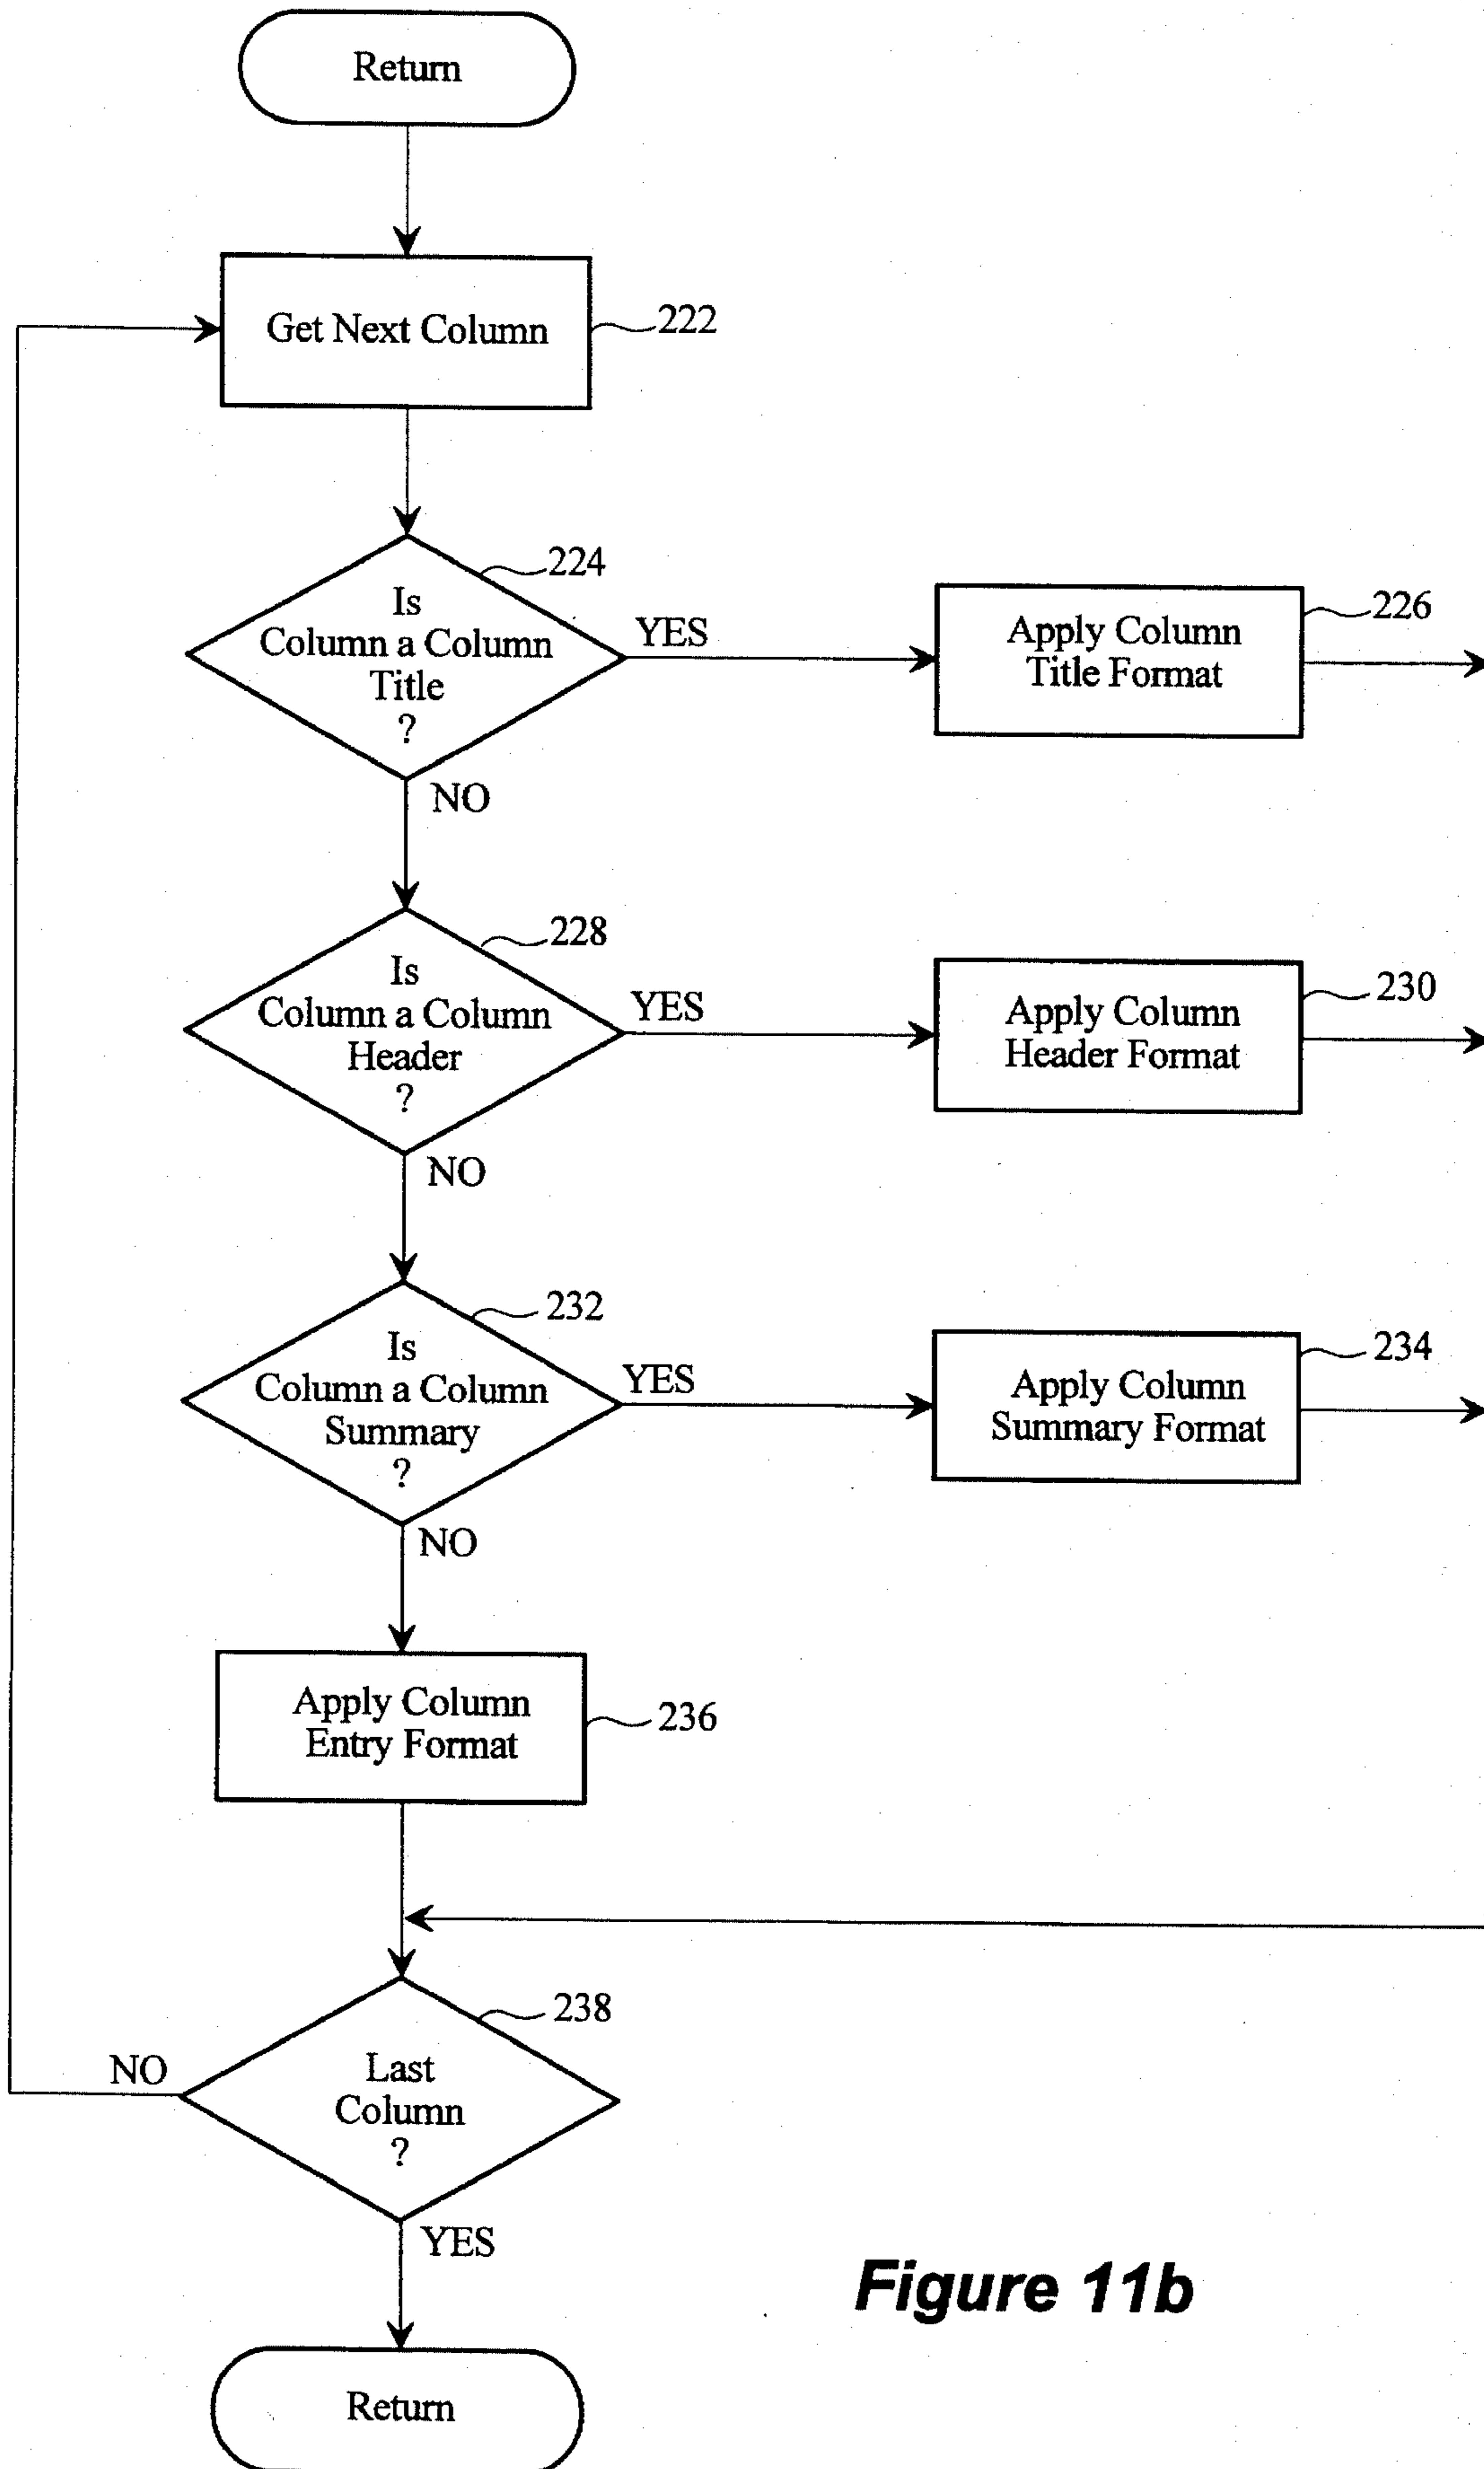 Return
Get Next Column
222
224
Is
Column a Column
Title
?
YES
Apply Column
Title Format
226
NO
228
Is
Column a Column
Header
?
YES
Apply Column
Header Format
230
NO
232
Is
Column a Column
Summary
?
YES
Apply Column
Summary Format
234
NO
Apply Column
Entry Format
236
238
Last
Column
?
NO
YES
Figure 11b
Return